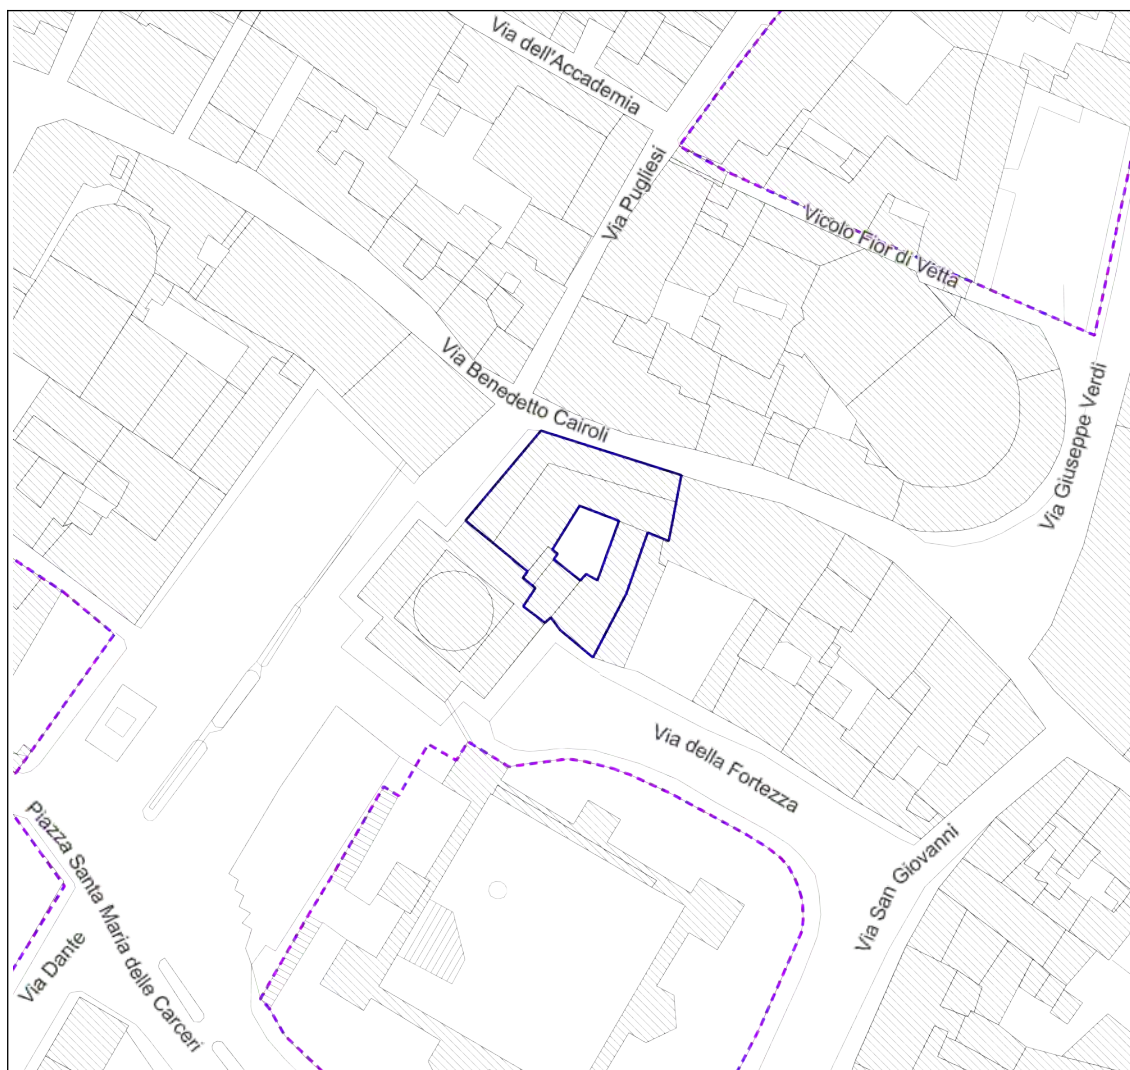 Via dell'Accademia
Via Pugliesi
Vicolo Fior di Vetta
Via Benedetto Cairoli
Via Giuseppe Verdi
Via della Fortezza
Piazza Santa Maria delle Carceri
Via San Giovanni
Via Dante